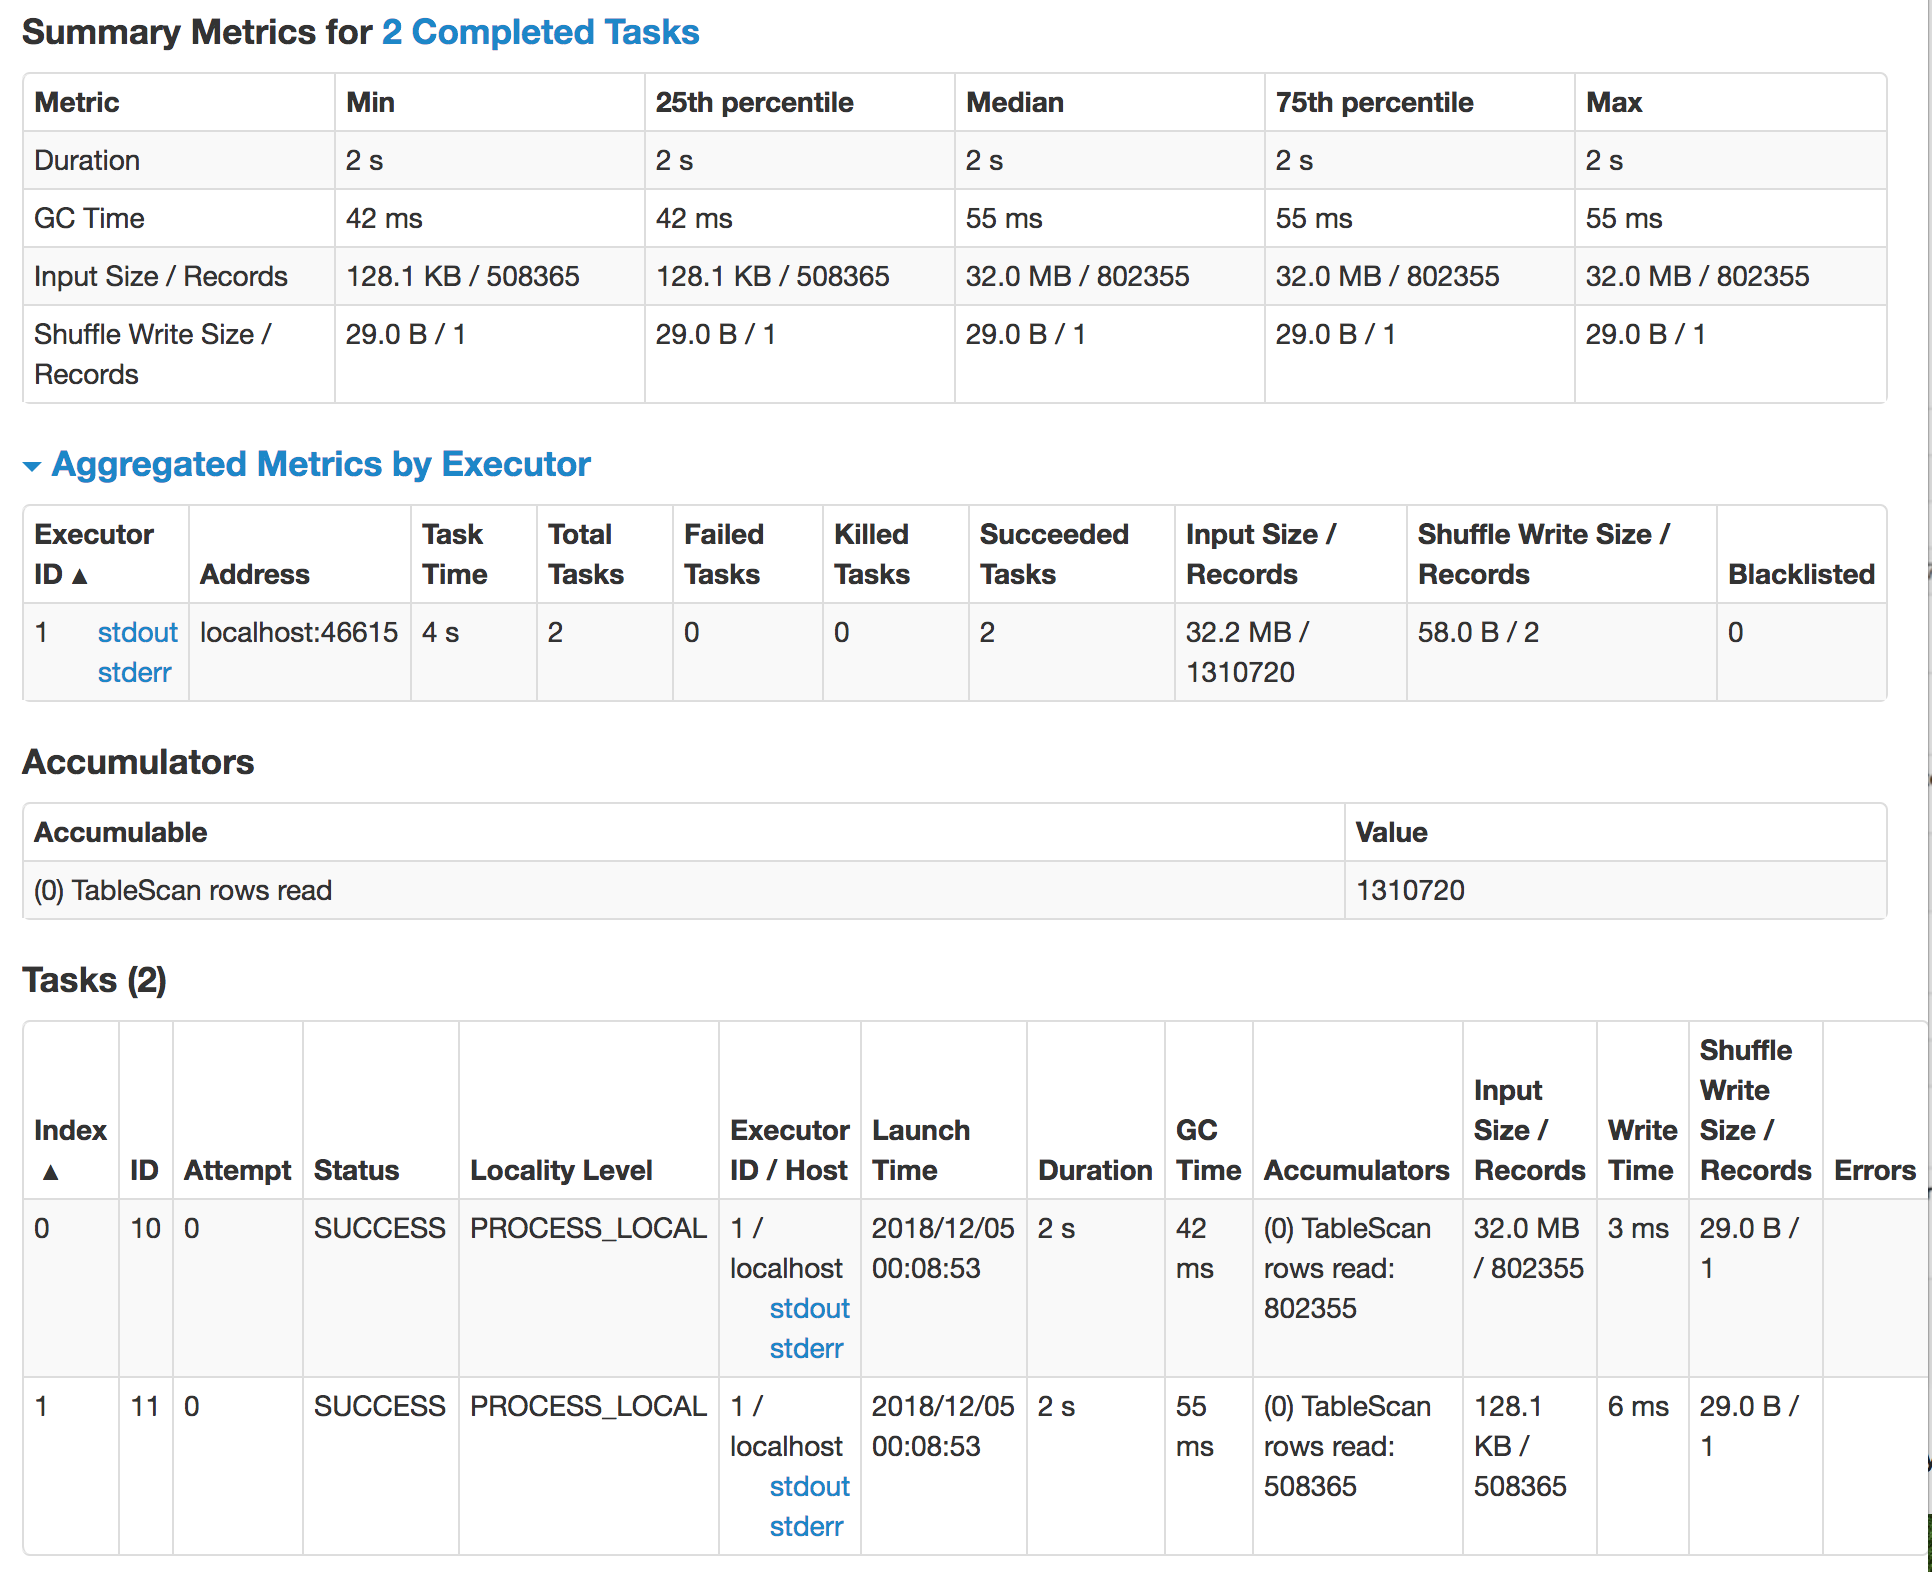 Summary Metrics for 2 Completed Tasks
Metric Min 25th percentile Median 75th percentile Max
Duration 2 s 2 s 2 s 2 s 2 s
GC Time 42 ms 42 ms 55 ms 55 ms 55 ms
Input Size / Records 128.1 KB / 508365 128.1 KB / 508365 32.0 MB / 802355 32.0 MB / 802355 32.0 MB / 802355
Shuffle Write Size / 29.0 B / 1 29.0 B / 1 29.0 B / 1 29.0 B / 1 29.0 B / 1
Records
Aggregated Metrics by Executor
Executor Task Total Failed Killed Succeeded Input Size / Shuffle Write Size /
ID ▲ Address Time Tasks Tasks Tasks Tasks Records Records Blacklisted
1 stdout localhost:46615 4 s 2 0 0 2 32.2 MB / 58.0 B / 2 0
stderr 1310720
Accumulators
Accumulable Value
(0) TableScan rows read 1310720
Tasks (2)
Shuffle
Input Write
Index Executor Launch GC Size / Write Size /
▲ ID Attempt Status Locality Level ID / Host Time Duration Time Accumulators Records Time Records Errors
0 10 0 SUCCESS PROCESS_LOCAL 1 / 2018/12/05 2 s 42 (0) TableScan 32.0 MB 3 ms 29.0 B /
localhost 00:08:53 ms rows read: / 802355 1
stdout 802355
stderr
1 11 0 SUCCESS PROCESS_LOCAL 1 / 2018/12/05 2 s 55 (0) TableScan 128.1 6 ms 29.0 B /
localhost 00:08:53 ms rows read: KB / 1
stdout 508365 508365
stderr